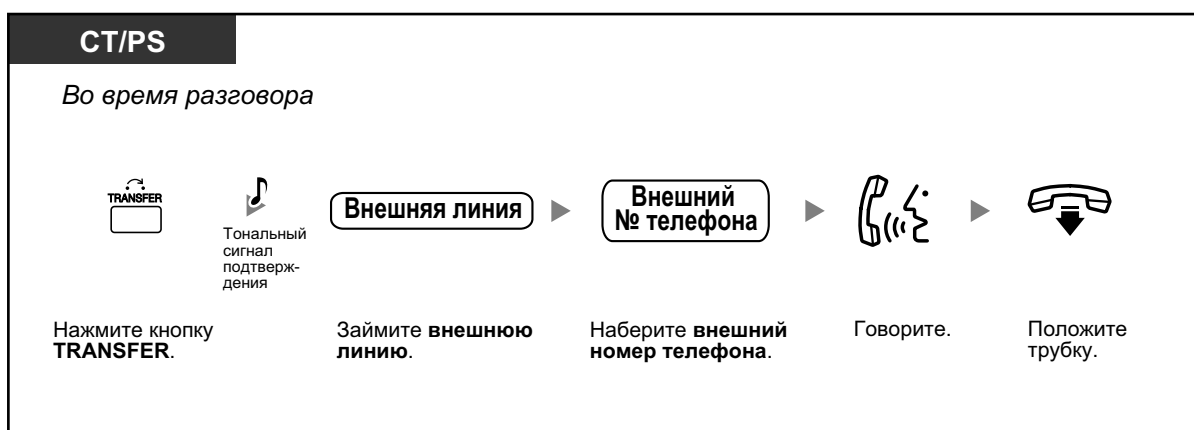 CT/PS
Во время разговора
TRANSFER
Тональный
сигнал
подтверж-
дения
Внешняя линия
Внешний
№ телефона
Нажмите кнопку
TRANSFER.
Займите внешнюю
линию.
Наберите внешний
номер телефона.
Говорите.
Положите
трубку.